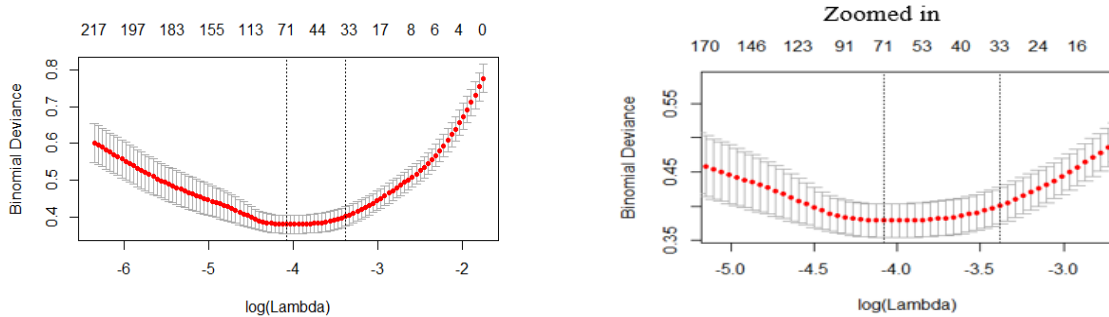 217 197 183 155 113 71 44 33 17 8 6 4 0
Binomial Deviance
0.8
0.7
0.6
0.5
0.4
-6 -5 -4 -3 -2
log(Lambda)
Zoomed in
170 146 123 91 71 53 40 33 24 16
Binomial Deviance
0.55
0.45
0.35
-5.0 -4.5 -4.0 -3.5 -3.0
log(Lambda)